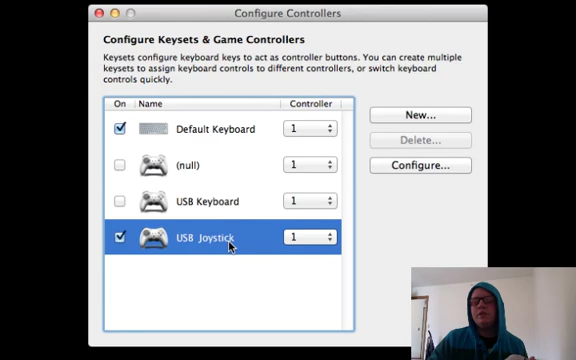 Configure Controllers
Configure Keysets & Game Controllers
Keysets configure keyboard keys to act as controller buttons. You can create multiple
keysets to assign keyboard controls to different controllers, or switch keyboard
controls quickly.
On Name Controller
Default Keyboard 1
(null) 1
USB Keyboard 1
USB Joystick 1
New...
Delete...
Configure...